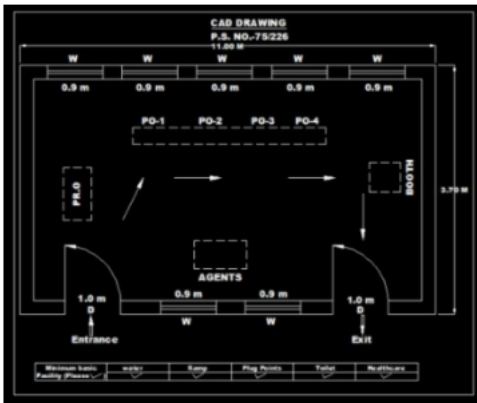 CAD DRAWING
P.S. NO.-75/226
11.00 M
W W W W W
0.9 m 0.9 m 0.9 m 0.9 m 0.9 m
PO-1 PO-2 PO-3 PO-4
PR.O
BOOTH
3.70 M
AGENTS
1.0 m 0.9 m 0.9 m 1.0 m
D W W D
Entrance Exit
Minimum basic water Ramp Plug Points Toilet Healthcare
Facility (Please ✓)